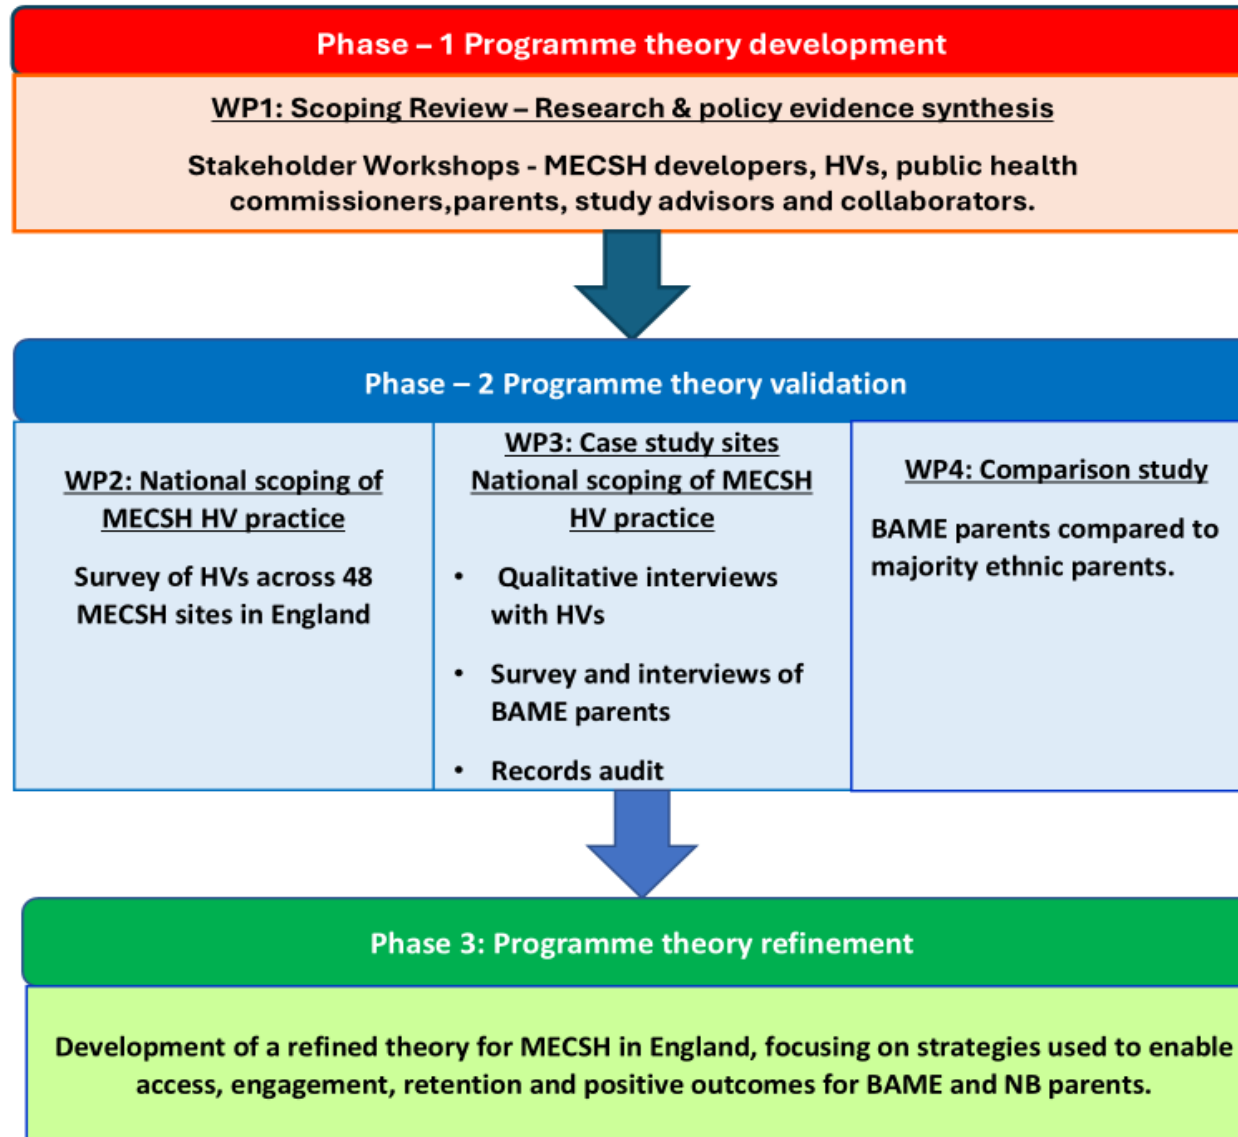 Phase – 1 Programme theory development
WP1: Scoping Review – Research & policy evidence synthesis
Stakeholder Workshops - MECSH developers, HVs, public health
commissioners,parents, study advisors and collaborators.
Phase – 2 Programme theory validation
WP2: National scoping of
MECSH HV practice
Survey of HVs across 48
MECSH sites in England
WP3: Case study sites
National scoping of MECSH
HV practice
• Qualitative interviews
with HVs
• Survey and interviews of
BAME parents
• Records audit
WP4: Comparison study
BAME parents compared to
majority ethnic parents.
Phase 3: Programme theory refinement
Development of a refined theory for MECSH in England, focusing on strategies used to enable
access, engagement, retention and positive outcomes for BAME and NB parents.